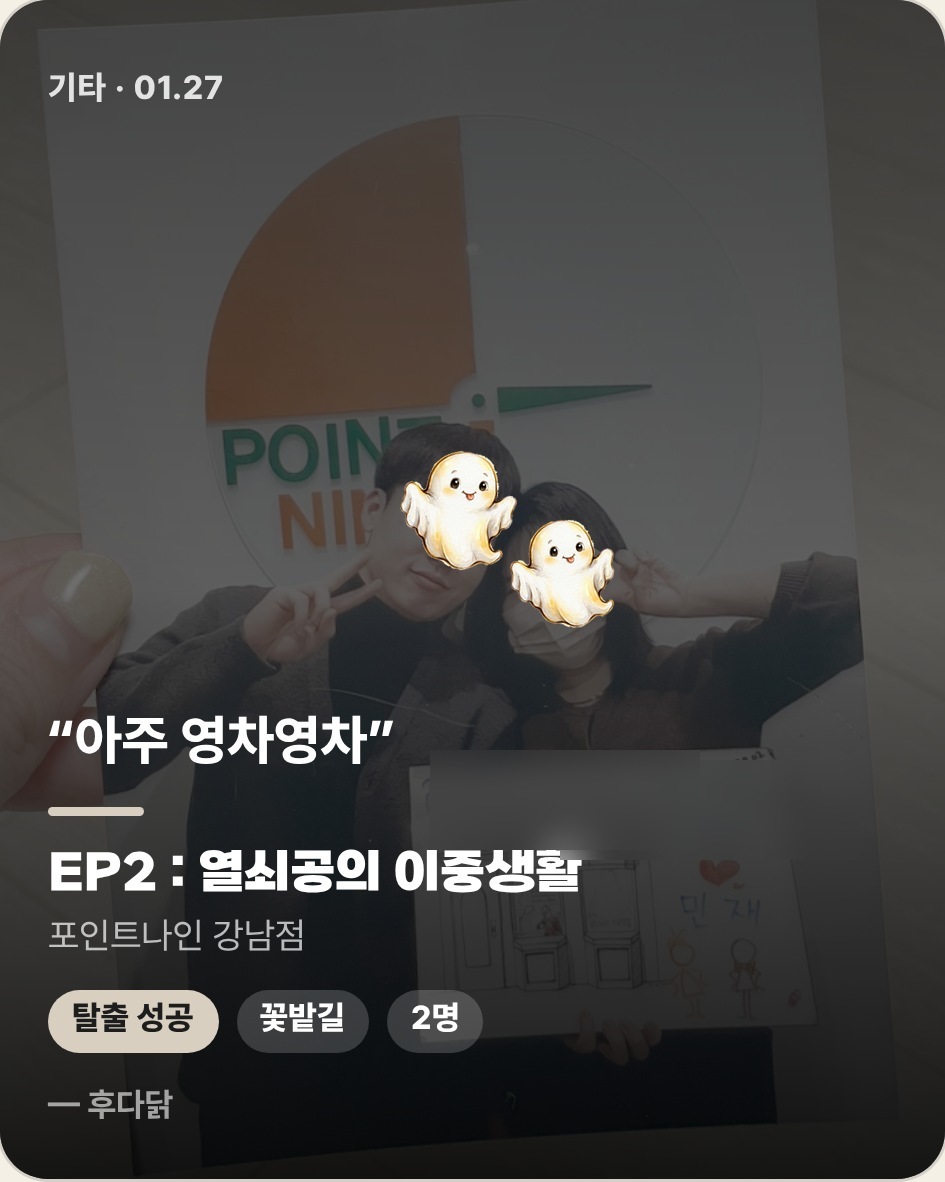 기타 · 01.27
POINT
NI
“아주 영차영차”
EP2 : 열쇠공의 이중생활
민재
포인트나인 강남점
탈출 성공
꽃밭길
2명
— 후다닭